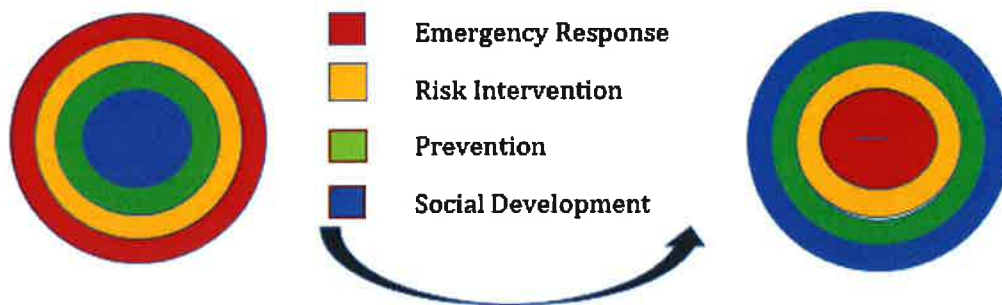 Emergency Response
Risk Intervention
Prevention
Social Development